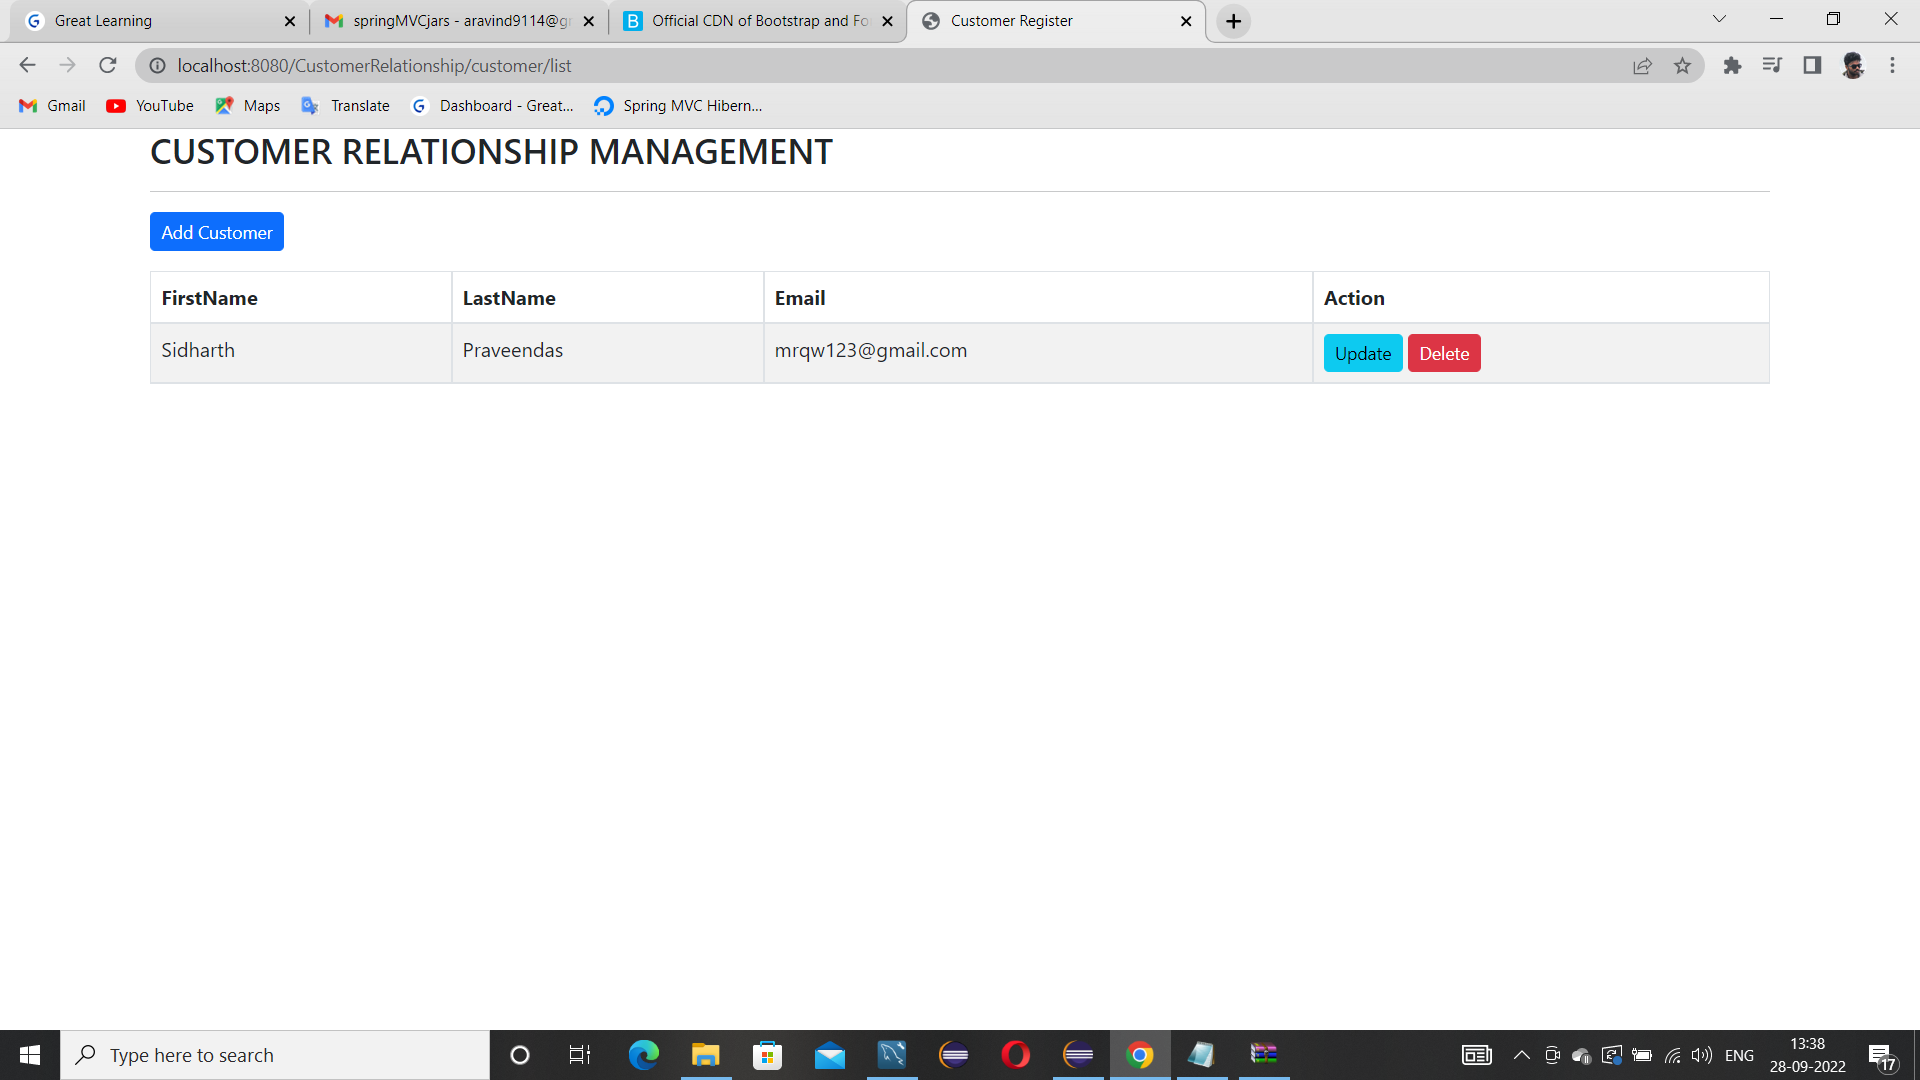 Great Learning
springMVCjars - aravind9114@g
Official CDN of Bootstrap and Fo
Customer Register
localhost:8080/CustomerRelationship/customer/list
Gmail
YouTube
Maps
Translate
Dashboard - Great...
Spring MVC Hibern...
CUSTOMER RELATIONSHIP MANAGEMENT
Add Customer
FirstName LastName Email Action
Sidharth Praveendas mrqw123@gmail.com Update Delete
Type here to search
ENG
13:38
28-09-2022
17